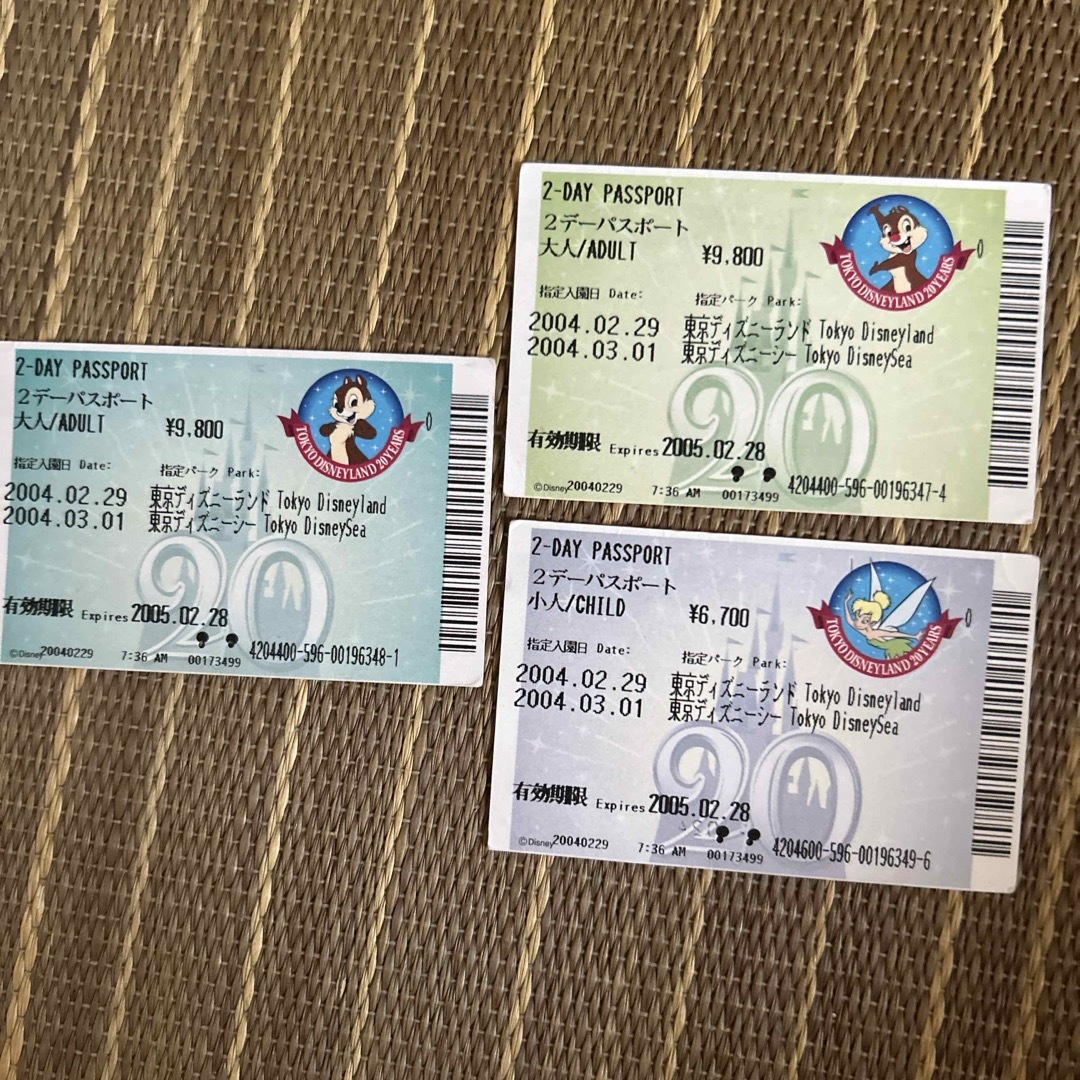 2-DAY PASSPORT
2デーパスポート
大人/ADULT ¥9,800
TOKYO DISNEYLAND 20 YEARS
指定入園日 Date: 指定パーク Park:
2004.02.29 東京ディズニーランド Tokyo Disneyland
2004.03.01 東京ディズニーシー Tokyo DisneySea
20
有効期限 Expires 2005.02.28
©Disney 20040229 7:36 AM 00173499 4204400-596-00196348-1
2-DAY PASSPORT
2デーパスポート
大人/ADULT ¥9,800
TOKYO DISNEYLAND 20 YEARS
指定入園日 Date: 指定パーク Park:
2004.02.29 東京ディズニーランド Tokyo Disneyland
2004.03.01 東京ディズニーシー Tokyo DisneySea
20
有効期限 Expires 2005.02.28
©Disney 20040229 7:36 AM 00173499 4204400-596-00196347-4
2-DAY PASSPORT
2デーパスポート
小人/CHILD ¥6,700
TOKYO DISNEYLAND 20 YEARS
指定入園日 Date: 指定パーク Park:
2004.02.29 東京ディズニーランド Tokyo Disneyland
2004.03.01 東京ディズニーシー Tokyo DisneySea
20
有効期限 Expires 2005.02.28
©Disney 20040229 7:36 AM 00173499 4204600-596-00196349-6